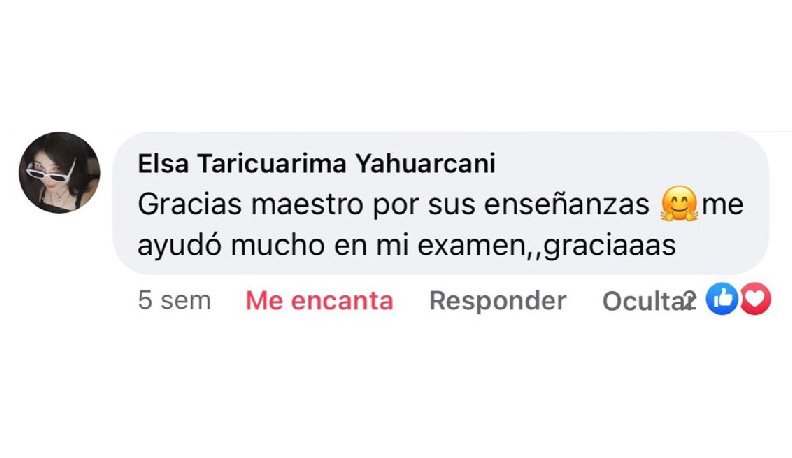 Elsa Taricuarima Yahuarcani
Gracias maestro por sus enseñanzas 🤗 me
ayudó mucho en mi examen,,graciaaas
5 sem Me encanta Responder Ocultar 2